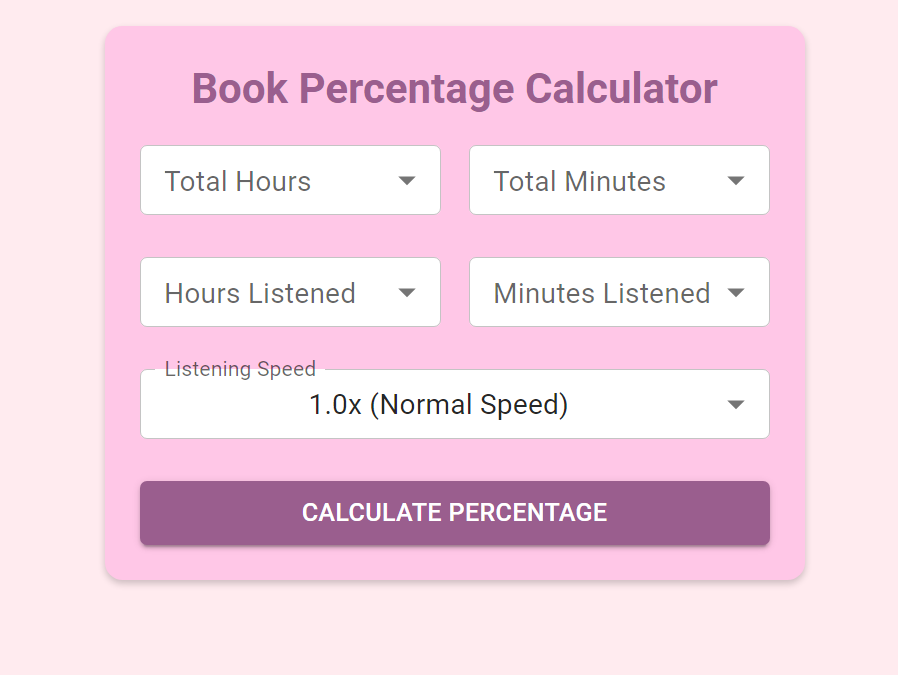 Book Percentage Calculator
Total Hours
Total Minutes
Hours Listened
Minutes Listened
Listening Speed
1.0x (Normal Speed)
CALCULATE PERCENTAGE